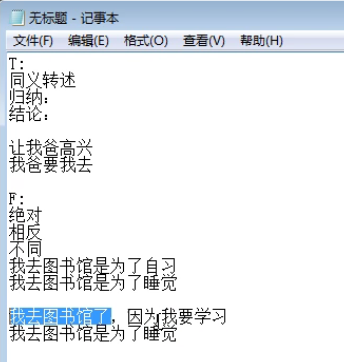 无标题 - 记事本
文件(F) 编辑(E) 格式(O) 查看(V) 帮助(H)
T:
同义转述
归纳：
结论：
让我爸高兴
我爸要我去
F:
绝对
相反
不同
我去图书馆是为了自习
我去图书馆是为了睡觉
我去图书馆了，因为我要学习
我去图书馆是为了睡觉